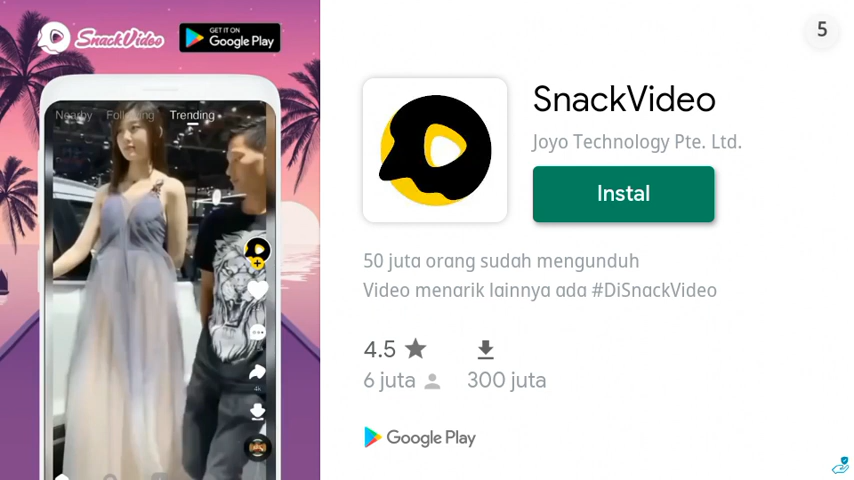 SnackVideo
GET IT ON
Google Play
Nearby Following Trending
4k
5
SnackVideo
Joyo Technology Pte. Ltd.
Instal
50 juta orang sudah mengunduh
Video menarik lainnya ada #DiSnackVideo
4.5
6 juta 300 juta
Google Play